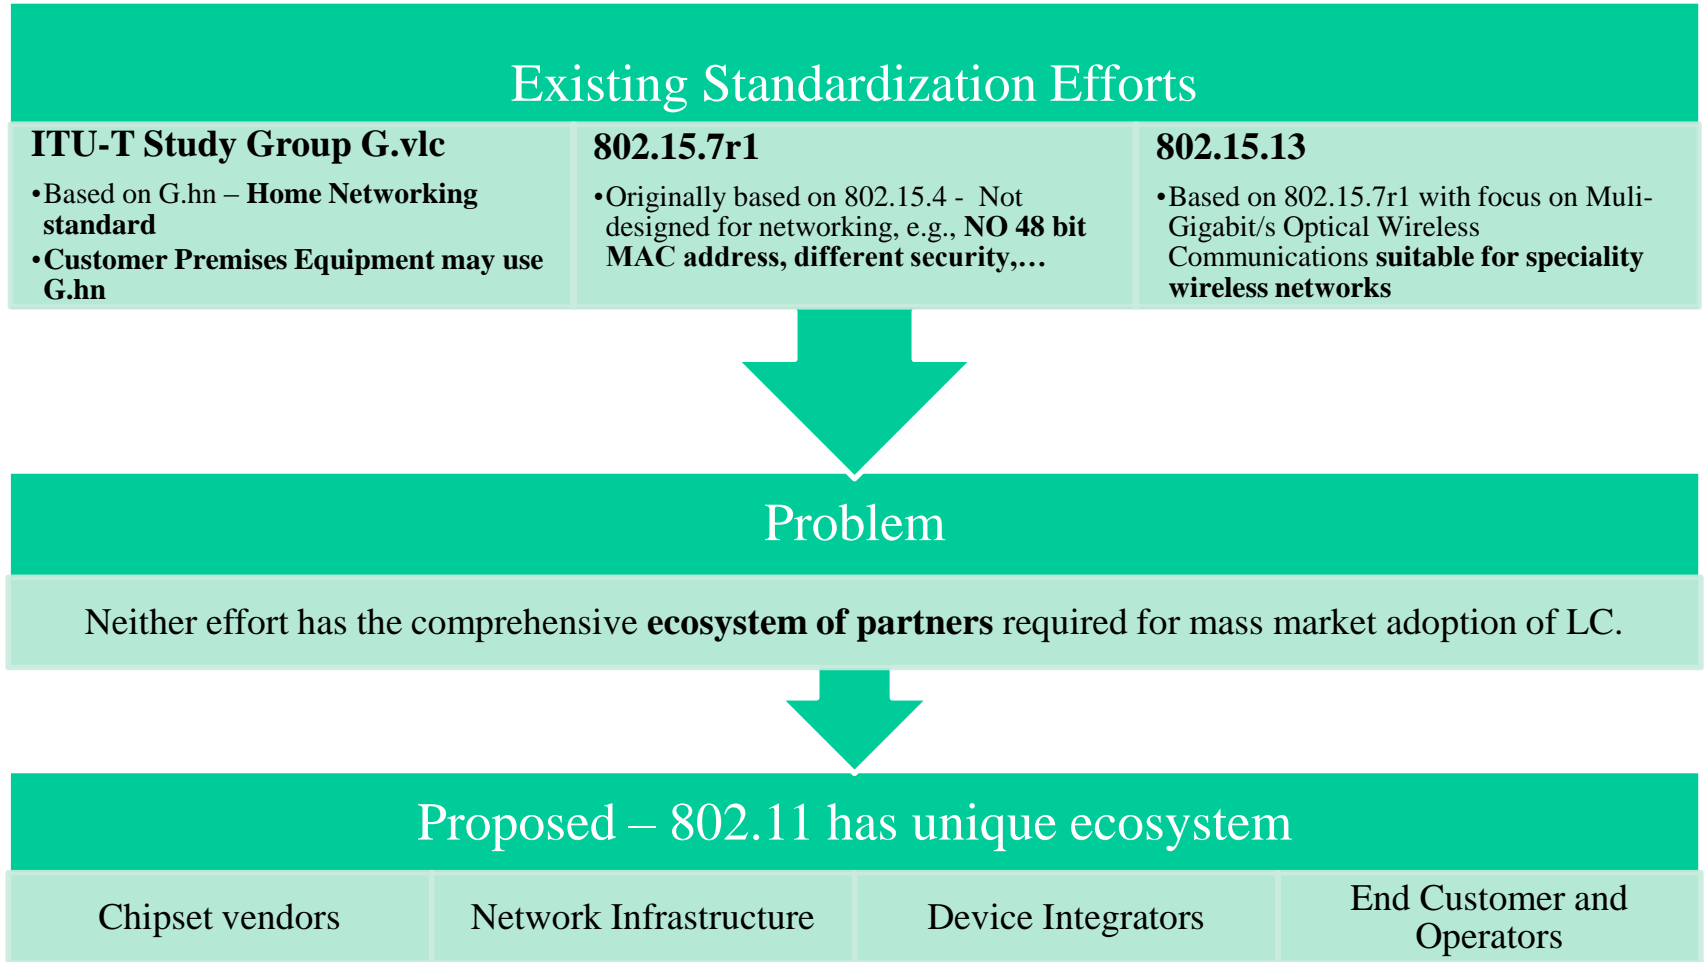 Existing Standardization Efforts
ITU-T Study Group G.vlc
•Based on G.hn – Home Networking
standard
•Customer Premises Equipment may use
G.hn
802.15.7r1
•Originally based on 802.15.4 -  Not
designed for networking, e.g., NO 48 bit
MAC address, different security,…
802.15.13
•Based on 802.15.7r1 with focus on Muli-
Gigabit/s Optical Wireless
Communications suitable for speciality
wireless networks
Problem
Neither effort has the comprehensive ecosystem of partners required for mass market adoption of LC.
Proposed – 802.11 has unique ecosystem
Chipset vendors
Network Infrastructure
Device Integrators
End Customer and
Operators